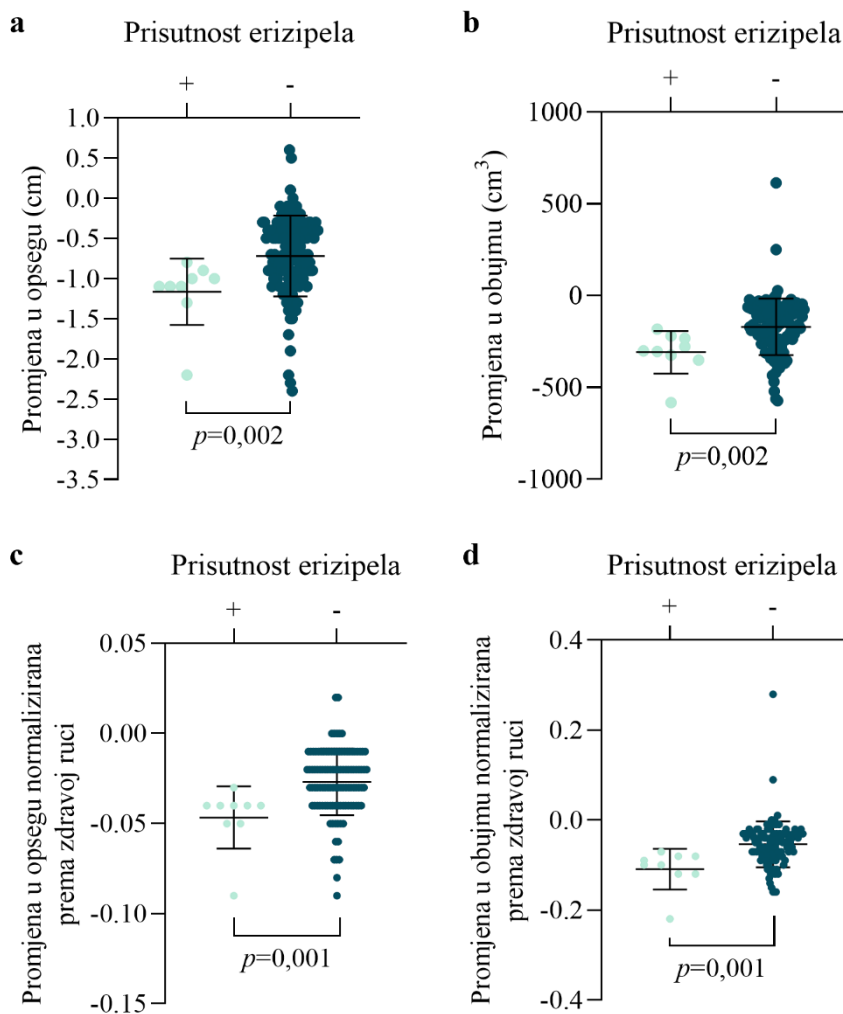 a
Prisutnost erizipela
+ -
Promjena u opsegu (cm)
1.0
0.5
0.0
-0.5
-1.0
-1.5
-2.0
-2.5
-3.0
-3.5
p=0,002
b
Prisutnost erizipela
+ -
Promjena u obujmu (cm³)
1000
500
0
-500
-1000
p=0,002
c
Prisutnost erizipela
+ -
Promjena u opsegu normalizirana
prema zdravoj ruci
0.05
0.00
-0.05
-0.10
-0.15
p=0,001
d
Prisutnost erizipela
+ -
Promjena u obujmu normalizirana
prema zdravoj ruci
0.4
0.2
0.0
-0.2
-0.4
p=0,001